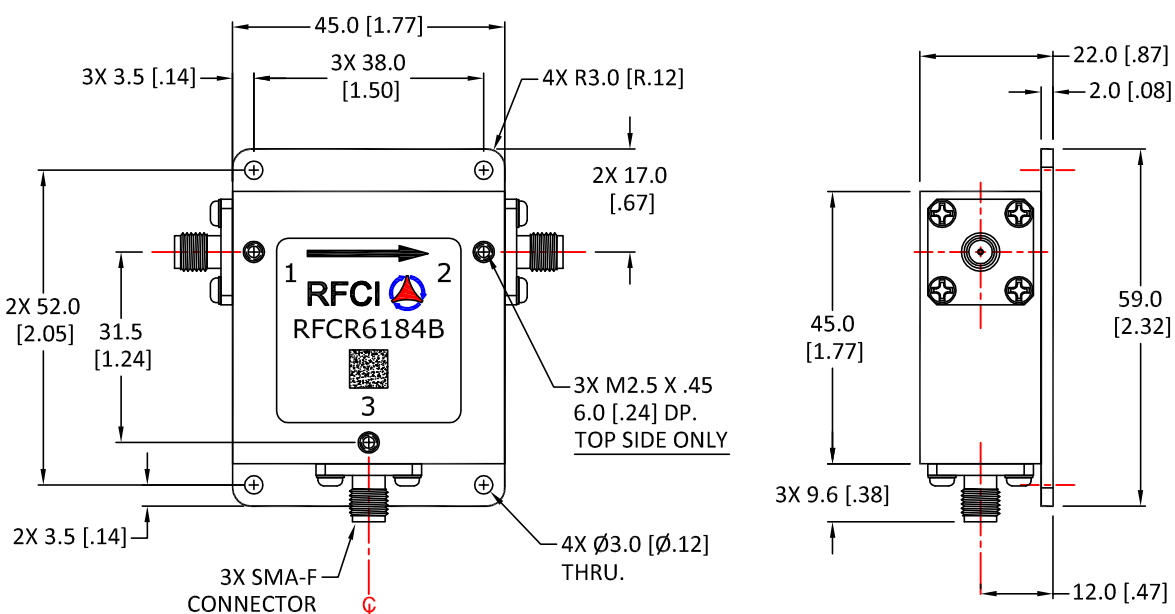 45.0 [1.77]
3X 3.5 [.14]
3X 38.0
[1.50]
4X R3.0 [R.12]
2X 17.0
[.67]
2X 52.0
[2.05]
31.5
[1.24]
1
2
RFCI
RFCR6184B
3
3X M2.5 X .45
6.0 [.24] DP.
TOP SIDE ONLY
2X 3.5 [.14]
3X SMA-F
CONNECTOR
℄
4X Ø3.0 [Ø.12]
THRU.
22.0 [.87]
2.0 [.08]
45.0
[1.77]
59.0
[2.32]
3X 9.6 [.38]
12.0 [.47]